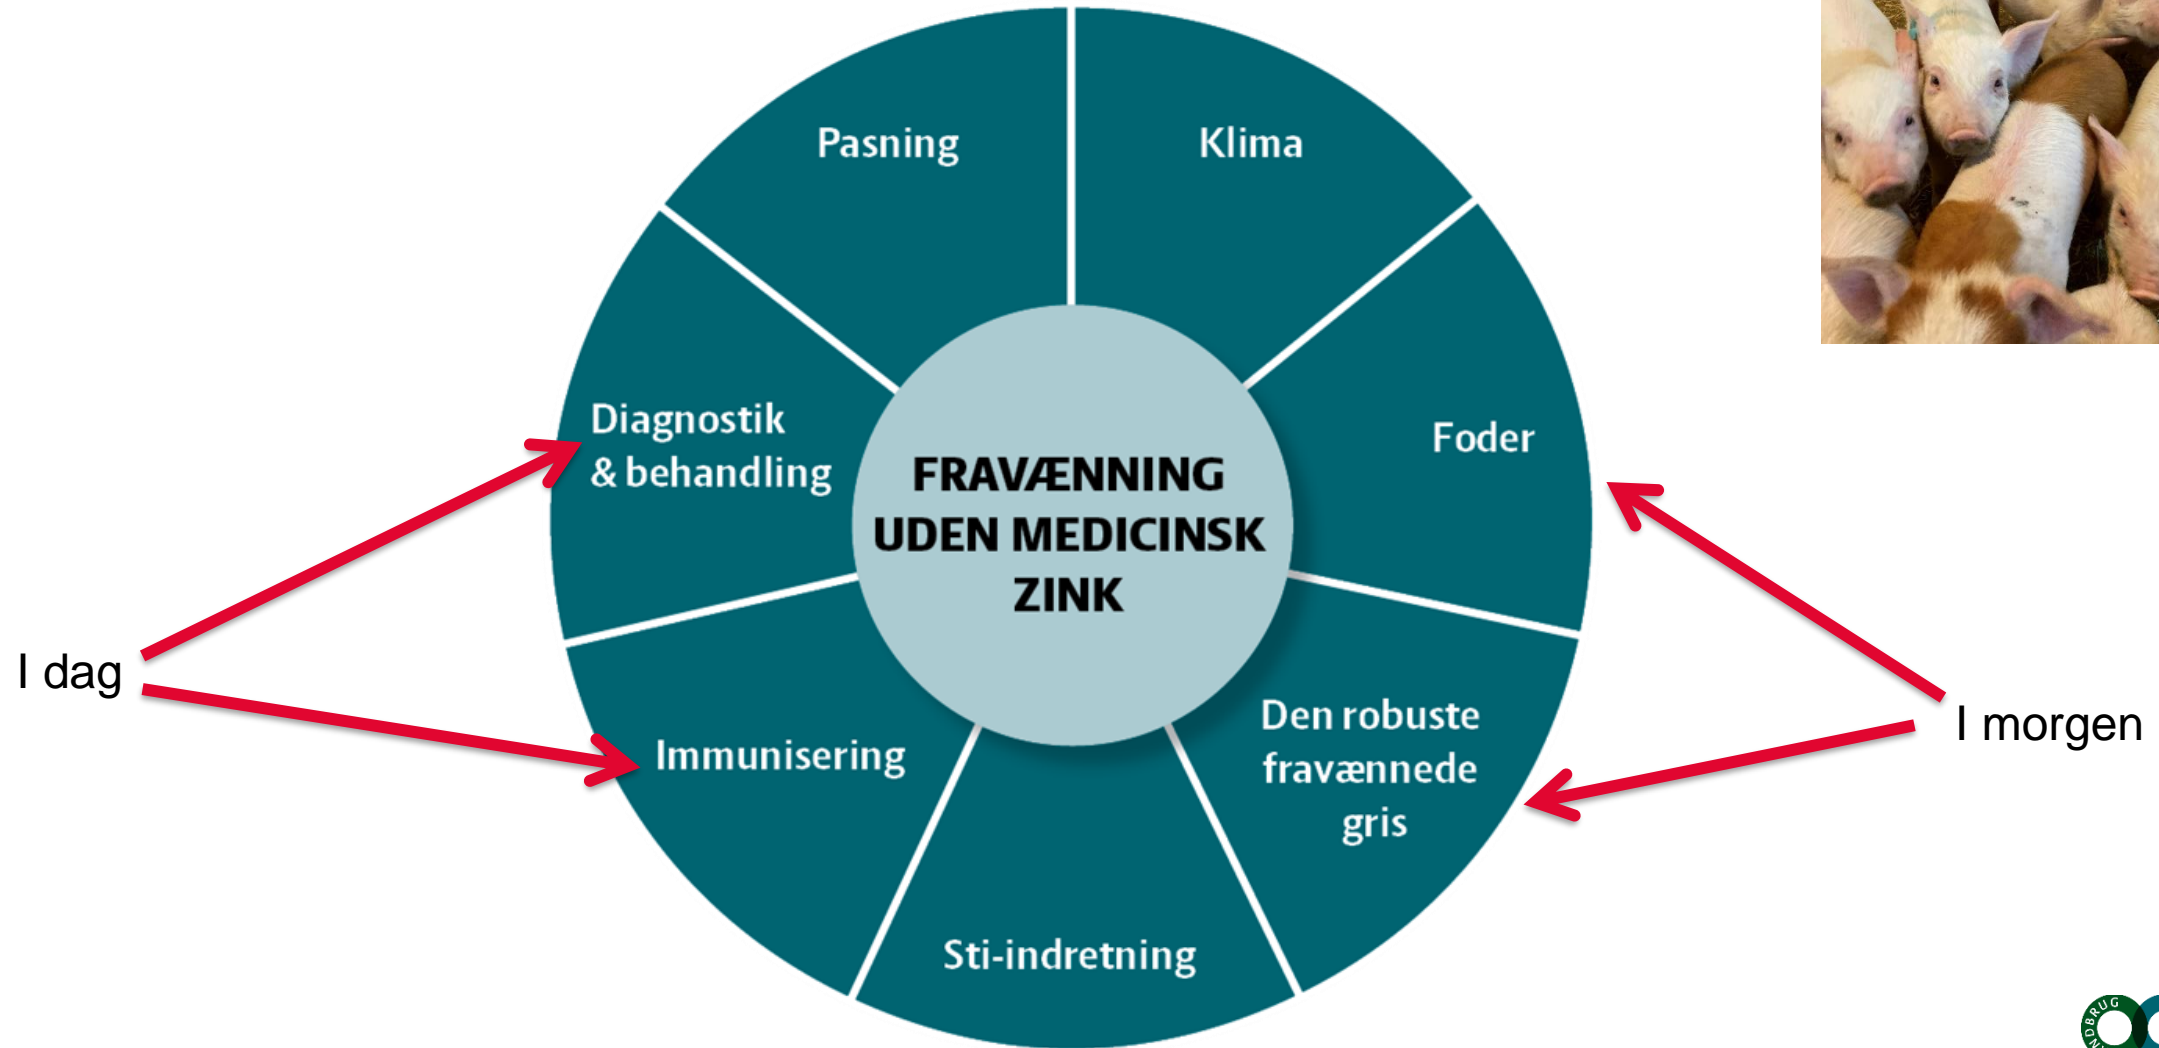 Pasning
Klima
Diagnostik
& behandling
Foder
FRAVÆNNING
UDEN MEDICINSK
ZINK
I dag
Immunisering
Den robuste
fravænnede
gris
I morgen
Sti-indretning